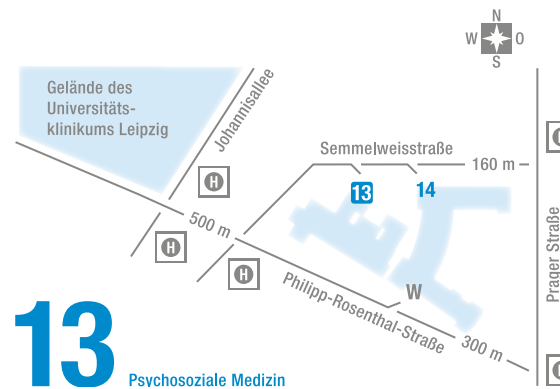 N
W O
S
Gelände des
Universitäts-
klinikums Leipzig
Johannisallee
Semmelweisstraße
160 m
H
13
14
500 m
H
H
Prager Straße
W
Philipp-Rosenthal-Straße
300 m
13
Psychosoziale Medizin